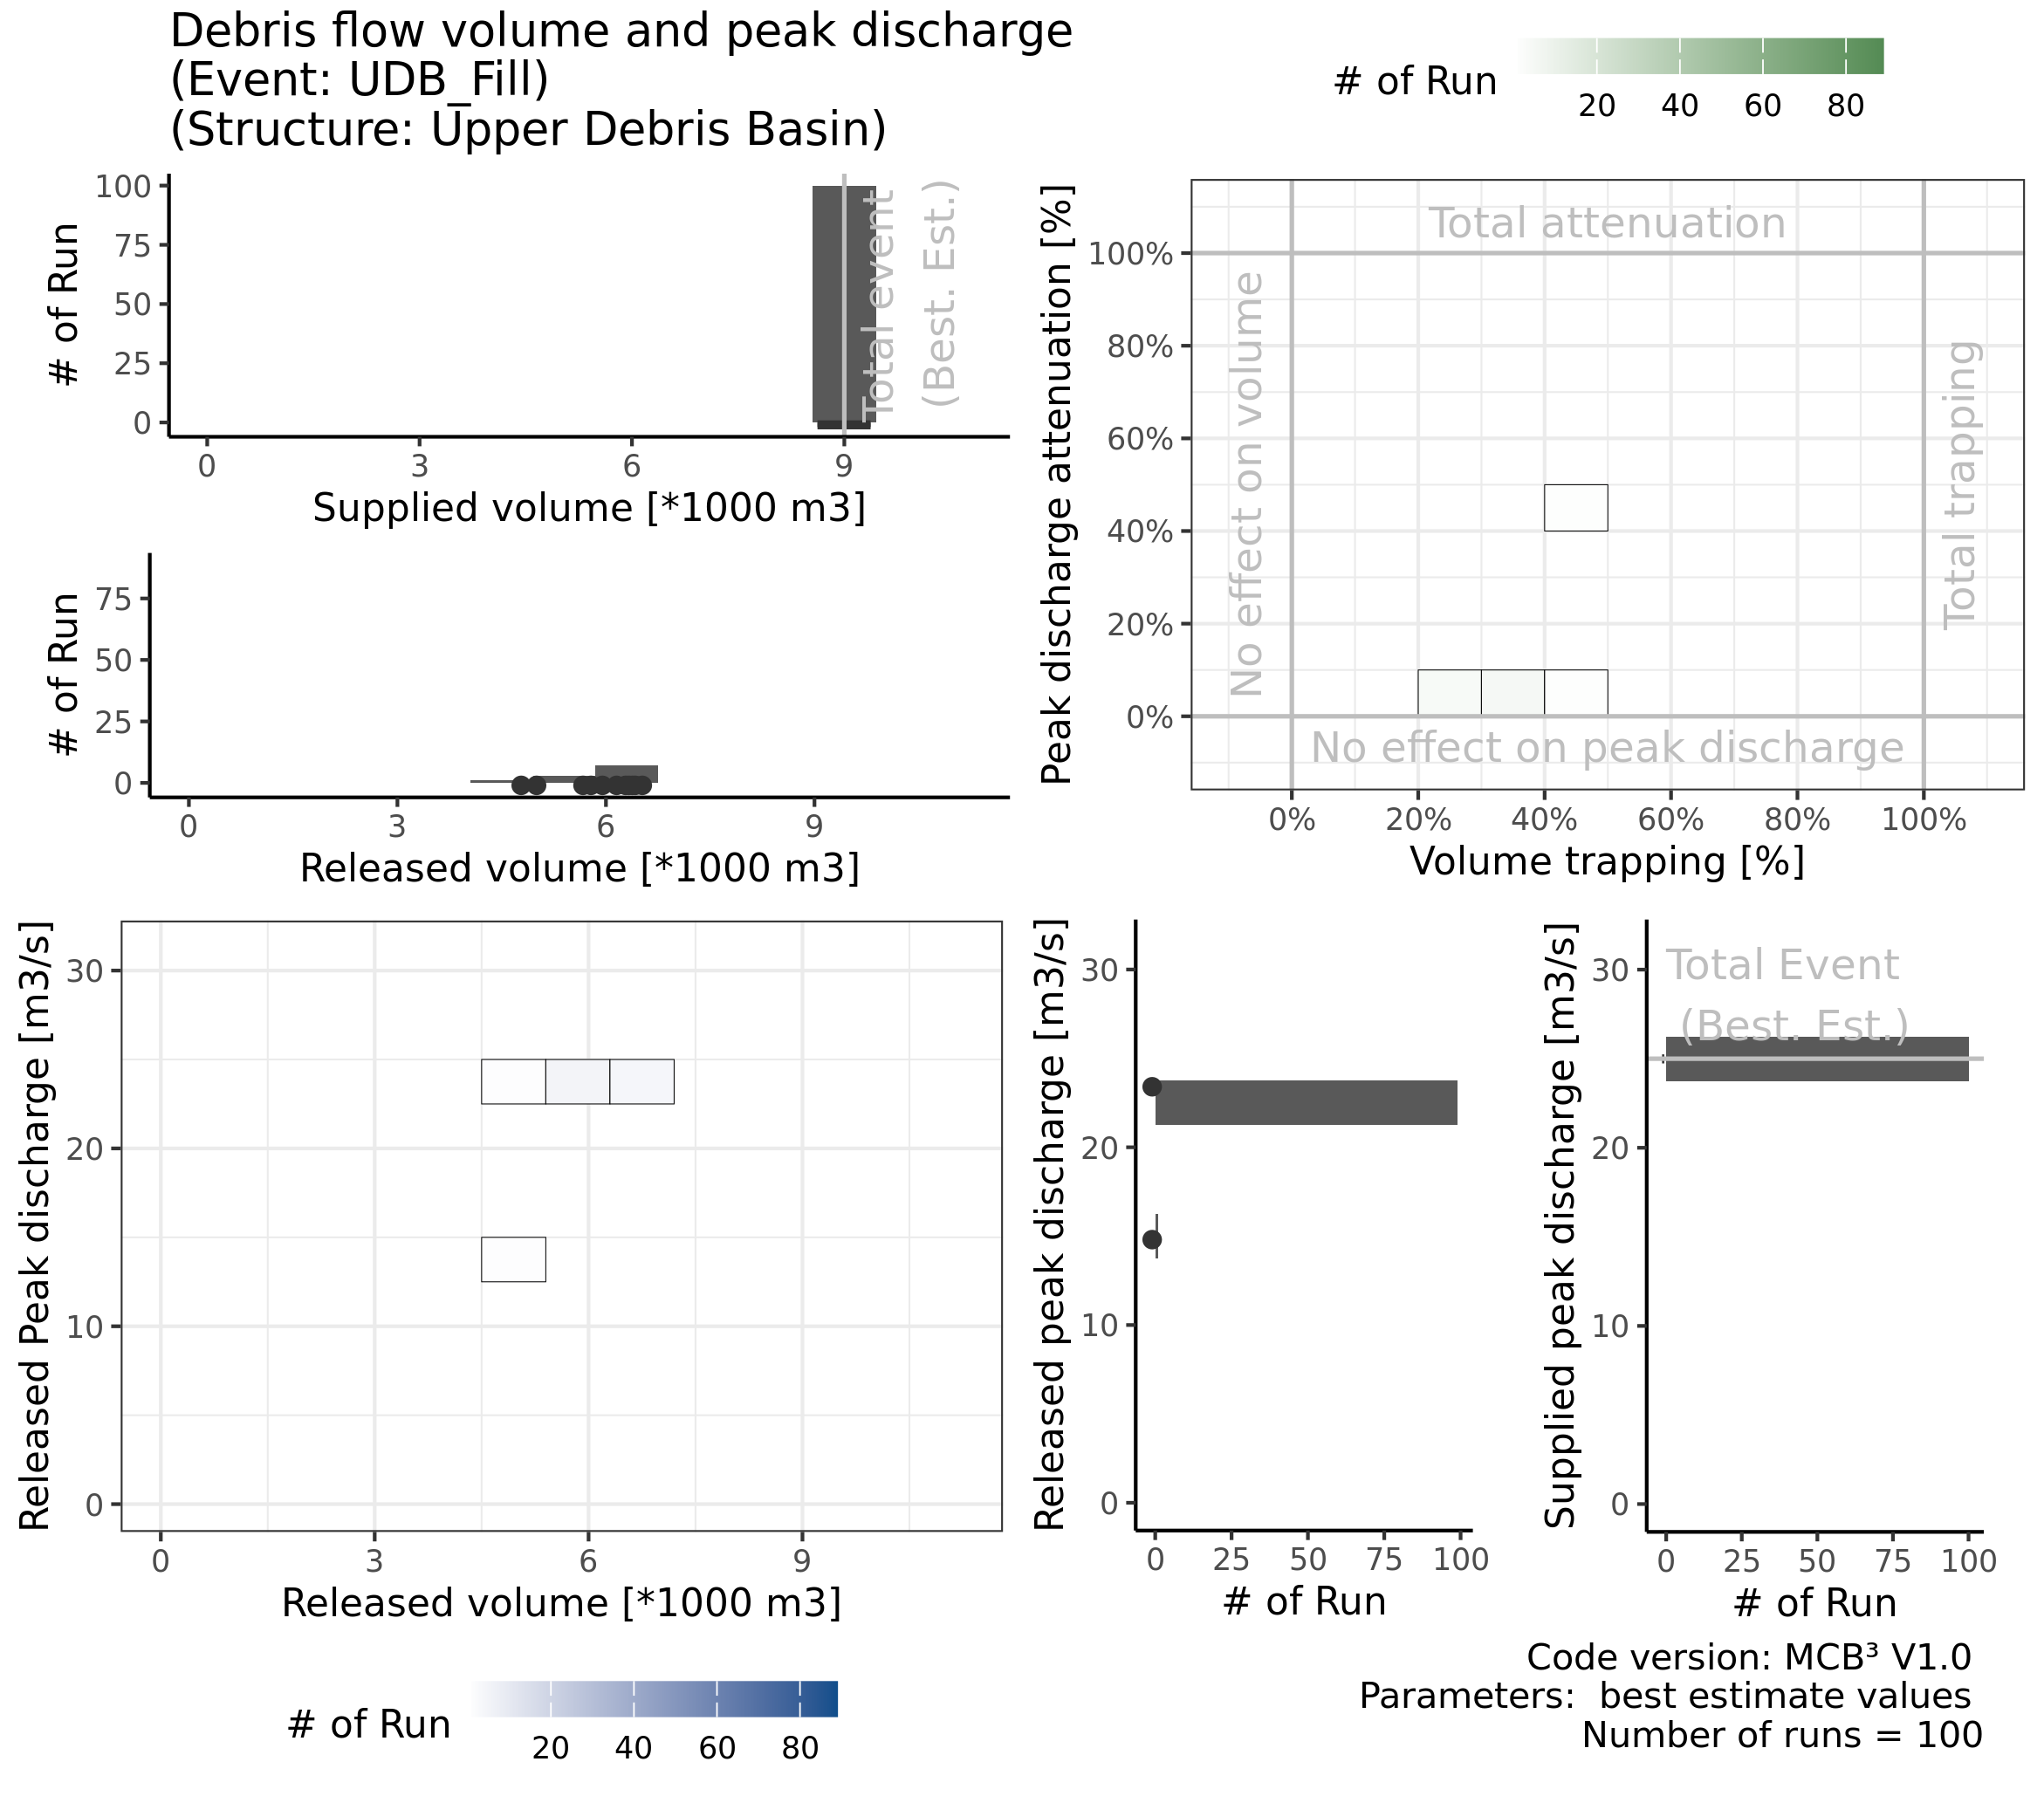 Debris flow volume and peak discharge
(Event: UDB_Fill)
(Structure: Upper Debris Basin)
# of Run
20 40 60 80
# of Run
100
75
50
25
0
Total event
(Best. Est.)
0 3 6 9
Supplied volume [*1000 m3]
# of Run
75
50
25
0
0 3 6 9
Released volume [*1000 m3]
Peak discharge attenuation [%]
100%
80%
60%
40%
20%
0%
Total attenuation
No effect on volume
Total trapping
No effect on peak discharge
0% 20% 40% 60% 80% 100%
Volume trapping [%]
Released Peak discharge [m3/s]
30
20
10
0
0 3 6 9
Released volume [*1000 m3]
# of Run
20 40 60 80
Released peak discharge [m3/s]
30
20
10
0
0 25 50 75 100
# of Run
Supplied peak discharge [m3/s]
30
20
10
0
Total Event
(Best. Est.)
0 25 50 75 100
# of Run
Code version: MCB³ V1.0
Parameters:  best estimate values
Number of runs = 100